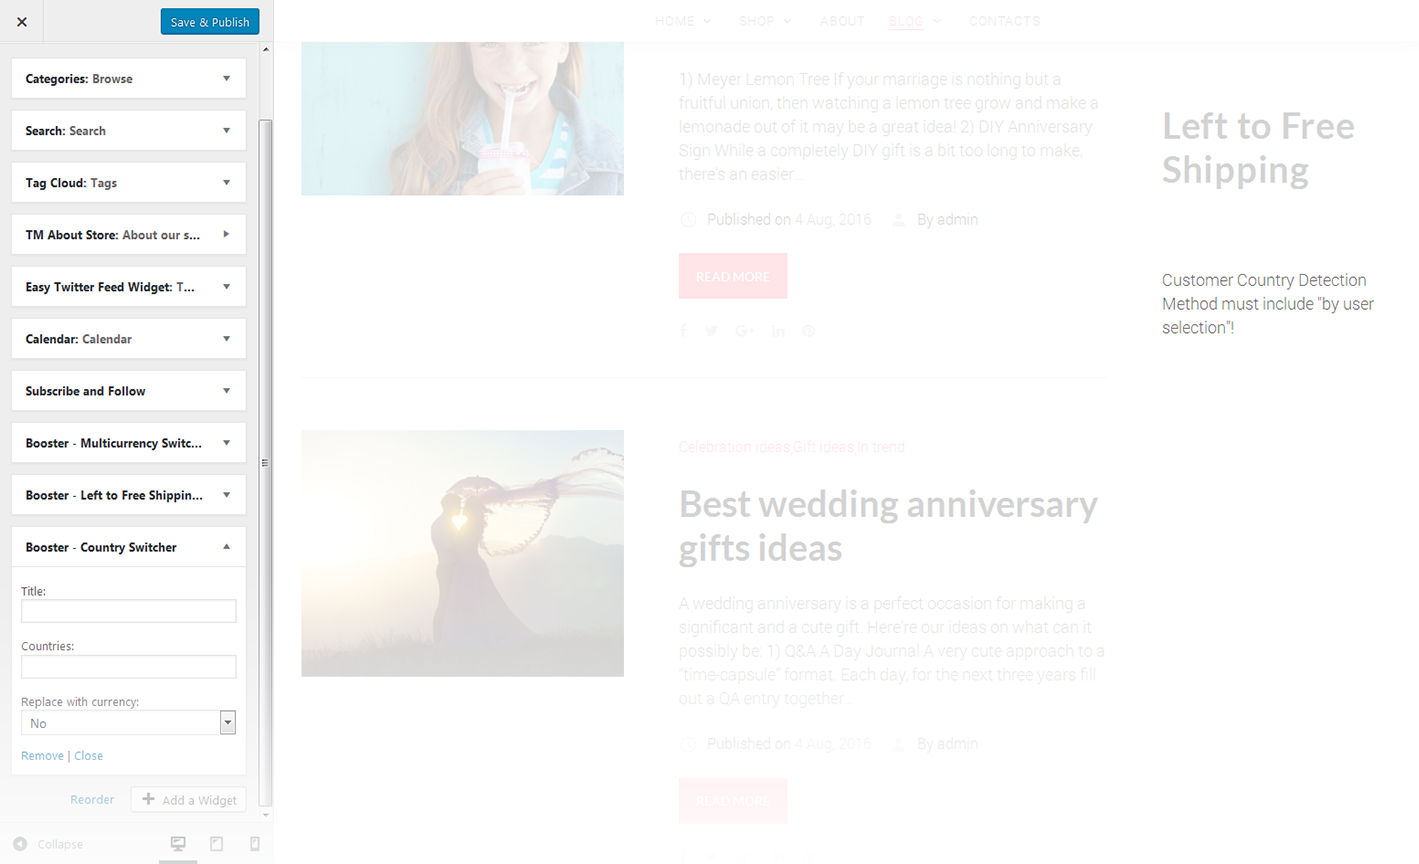 Save & Publish
Categories: Browse
Search: Search
Tag Cloud: Tags
TM About Store: About our s...
Easy Twitter Feed Widget: T...
Calendar: Calendar
Subscribe and Follow
Booster - Multicurrency Switc...
Booster - Left to Free Shippin...
Booster - Country Switcher
Title:
Countries:
Replace with currency:
No
Remove | Close
Reorder
Add a Widget
Collapse
HOME
SHOP
ABOUT
BLOG
CONTACTS
1) Meyer Lemon Tree If your marriage is nothing but a
fruitful union, then watching a lemon tree grow and make a
lemonade out of it may be a great idea! 2) DIY Anniversary
Sign While a completely DIY gift is a bit too long to make,
there's an easier...
Published on 4 Aug, 2016
By admin
READ MORE
Celebration ideas,Gift ideas,In trend
Best wedding anniversary
gifts ideas
A wedding anniversary is a perfect occasion for making a
significant and a cute gift. Here're our ideas on what can it
possibly be: 1) Q&A A Day Journal A very cute approach to a
"time-capsule" format. Each day, for the next three years fill
out a QA entry together...
Published on 4 Aug, 2016
By admin
READ MORE
Left to Free
Shipping
Customer Country Detection
Method must include "by user
selection"!